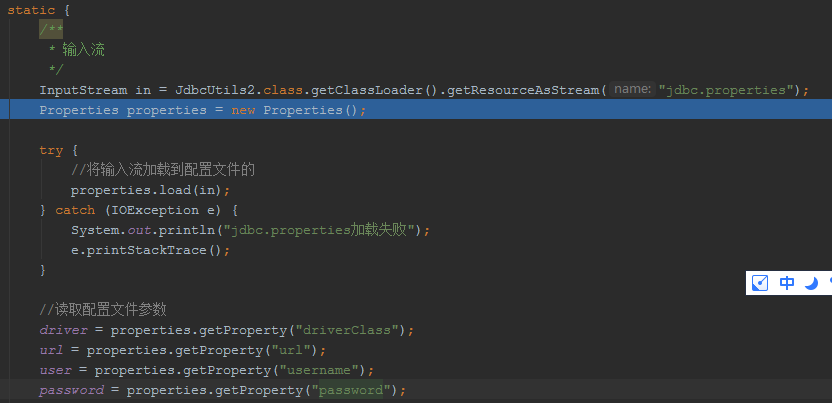 static {
/**
* 输入流
*/
InputStream in = JdbcUtils2.class.getClassLoader().getResourceAsStream( name: "jdbc.properties");
Properties properties = new Properties();
try {
//将输入流加载到配置文件的
properties.load(in);
} catch (IOException e) {
System.out.println("jdbc.properties加载失败");
e.printStackTrace();
}
中
//读取配置文件参数
driver = properties.getProperty("driverClass");
url = properties.getProperty("url");
user = properties.getProperty("username");
password = properties.getProperty("password");